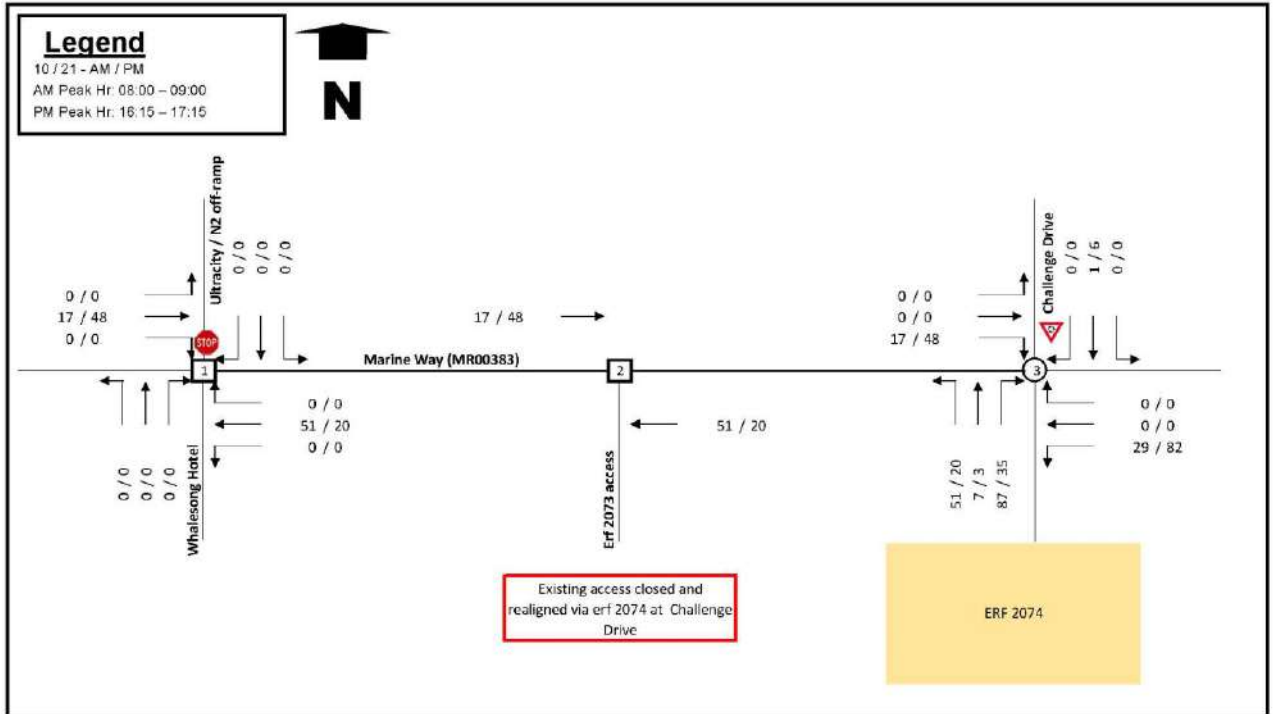 Legend
10 / 21 - AM / PM
AM Peak Hr: 08:00 – 09:00
PM Peak Hr: 16:15 – 17:15
N
Ultracity / N2 off-ramp
0 / 0
0 / 0
0 / 0
0 / 0
17 / 48
0 / 0
STOP
1
Marine Way (MR00383)
0 / 0
51 / 20
0 / 0
0 / 0
0 / 0
0 / 0
Whalesong Hotel
17 / 48
2
51 / 20
Erf 2073 access
Existing access closed and
realigned via erf 2074 at Challenge
Drive
Challenge Drive
0 / 0
1 / 6
0 / 0
0 / 0
0 / 0
17 / 48
3
0 / 0
0 / 0
29 / 82
51 / 20
7 / 3
87 / 35
ERF 2074